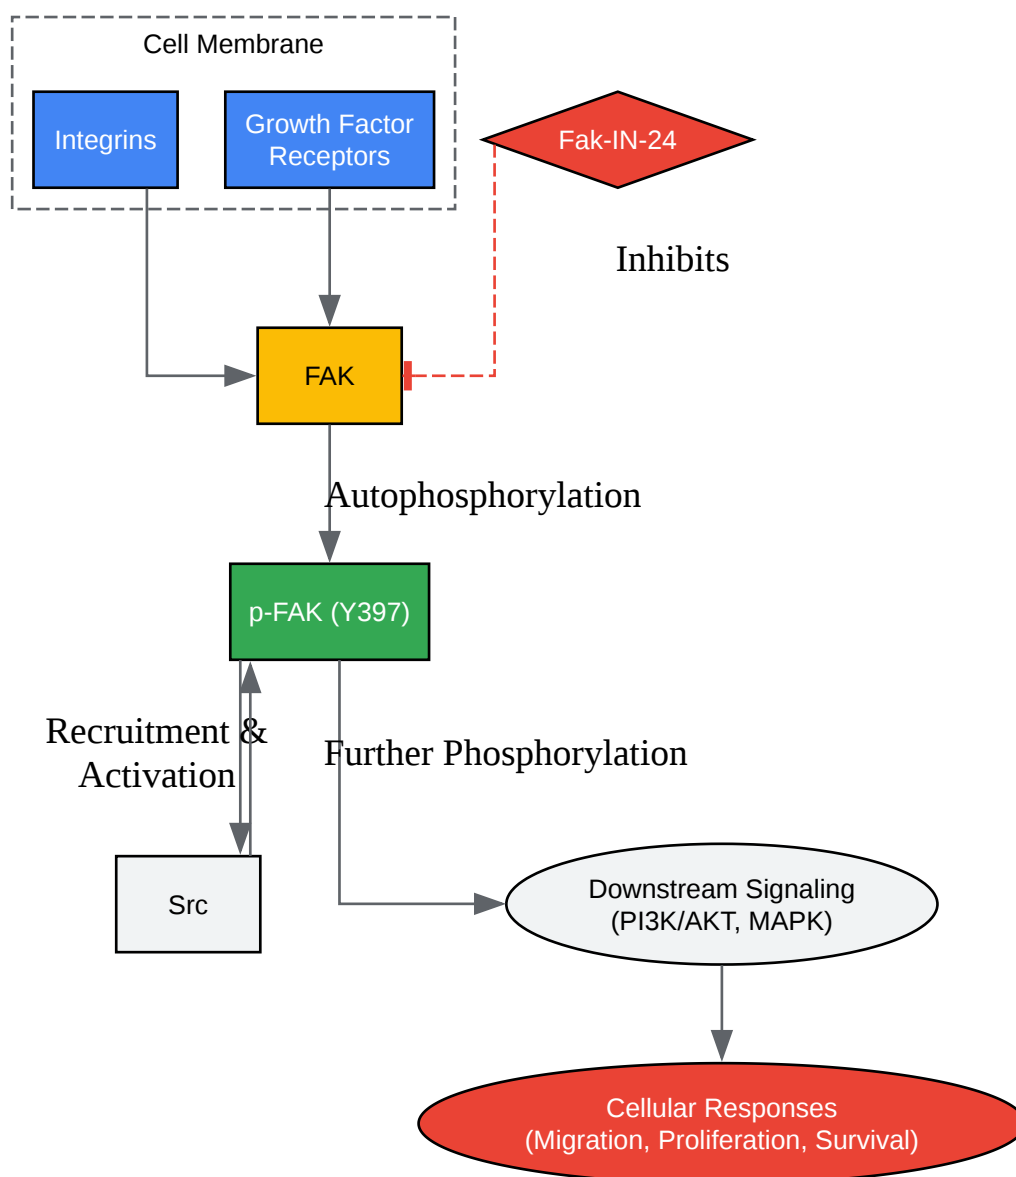 Cell Membrane
Integrins
Growth Factor
Receptors
Fak-IN-24
Inhibits
FAK
Autophosphorylation
p-FAK (Y397)
Recruitment &
Activation
Further Phosphorylation
Src
Downstream Signaling
(PI3K/AKT, MAPK)
Cellular Responses
(Migration, Proliferation, Survival)